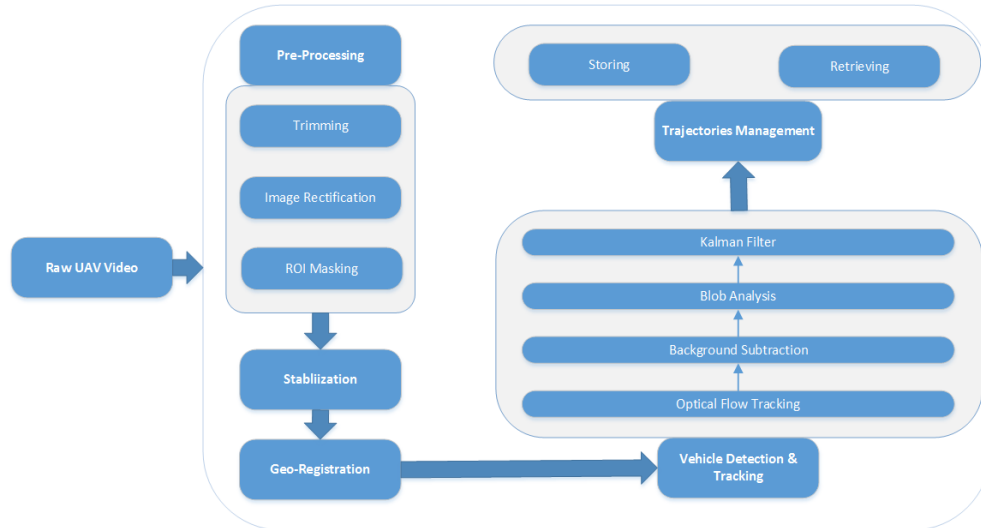 Raw UAV Video
Pre-Processing
Trimming
Image Rectification
ROI Masking
Stabliization
Geo-Registration
Vehicle Detection &
Tracking
Optical Flow Tracking
Background Subtraction
Blob Analysis
Kalman Filter
Trajectories Management
Storing
Retrieving